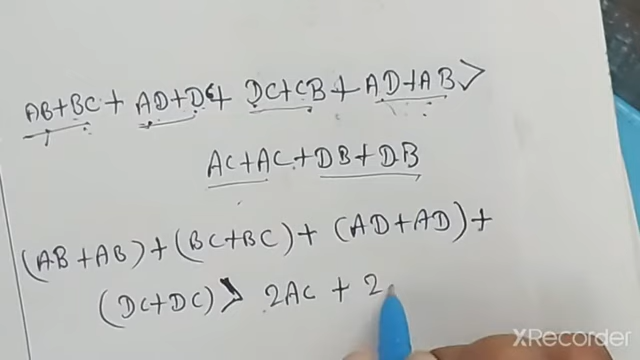 AB+BC+ AD+DC+ DC+CB+AD+AB>
AC+AC+DB+DB
(AB+AB)+(BC+BC)+ (AD+AD)+
(DC+DC)> 2AC + 2
XRecorder